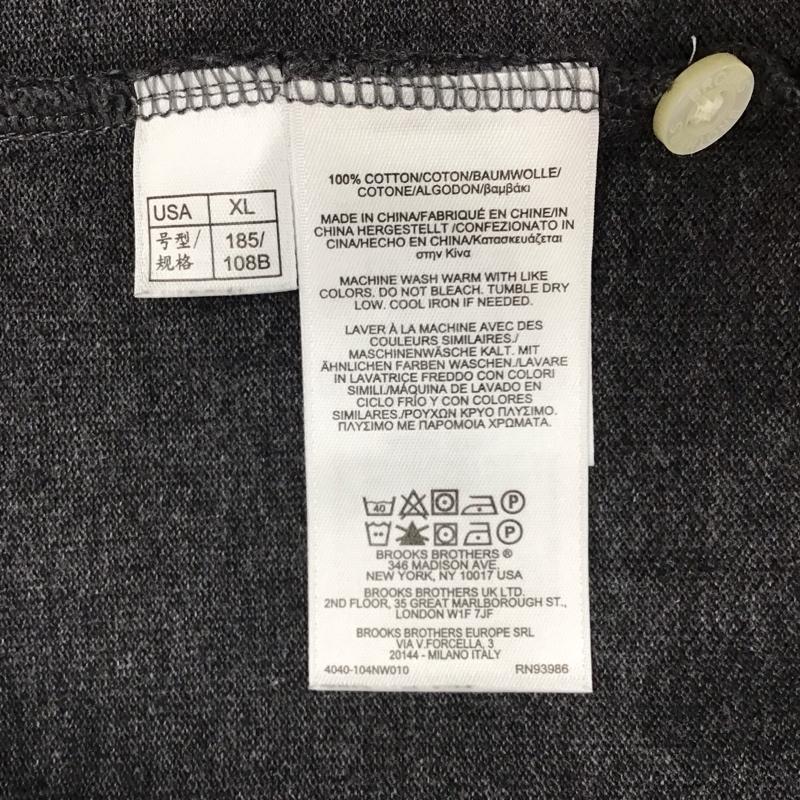 USA XL
号型/ 185/
规格 108B
100% COTTON/COTON/BAUMWOLLE/
COTONE/ALGODON/βαμβάκι
MADE IN CHINA/FABRIQUÉ EN CHINE/IN
CHINA HERGESTELLT /CONFEZIONATO IN
CINA/HECHO EN CHINA/Κατασκευάζεται
στην Κίνα
MACHINE WASH WARM WITH LIKE
COLORS. DO NOT BLEACH. TUMBLE DRY
LOW. COOL IRON IF NEEDED.
LAVER À LA MACHINE AVEC DES
COULEURS SIMILAIRES./
MASCHINENWÄSCHE KALT. MIT
ÄHNLICHEN FARBEN WASCHEN./LAVARE
IN LAVATRICE FREDDO CON COLORI
SIMILI./MÁQUINA DE LAVADO EN
CICLO FRÍO Y CON COLORES
SIMILARES./ΡΟΥΧΩΝ ΚΡΥΟ ΠΛΥΣΙΜΟ.
ΠΛΥΣΙΜΟ ΜΕ ΠΑΡΟΜΟΙΑ ΧΡΩΜΑΤΑ.
40 P
P
BROOKS BROTHERS ®
346 MADISON AVE.
NEW YORK, NY 10017 USA
BROOKS BROTHERS UK LTD.
2ND FLOOR, 35 GREAT MARLBOROUGH ST.,
LONDON W1F 7JF
BROOKS BROTHERS EUROPE SRL
VIA V.FORCELLA, 3
20144 - MILANO ITALY
4040-104NW010 RN93986